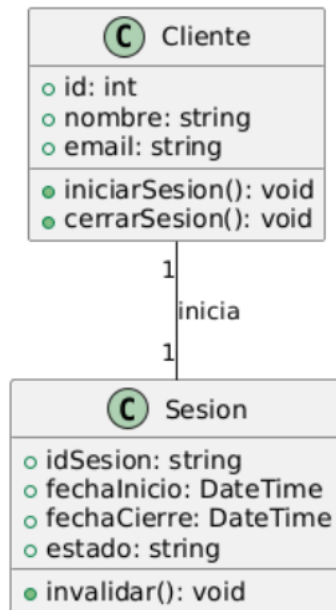 C Cliente
id: int
nombre: string
email: string
iniciarSesion(): void
cerrarSesion(): void
1
inicia
1
C Sesion
idSesion: string
fechaInicio: DateTime
fechaCierre: DateTime
estado: string
invalidar(): void